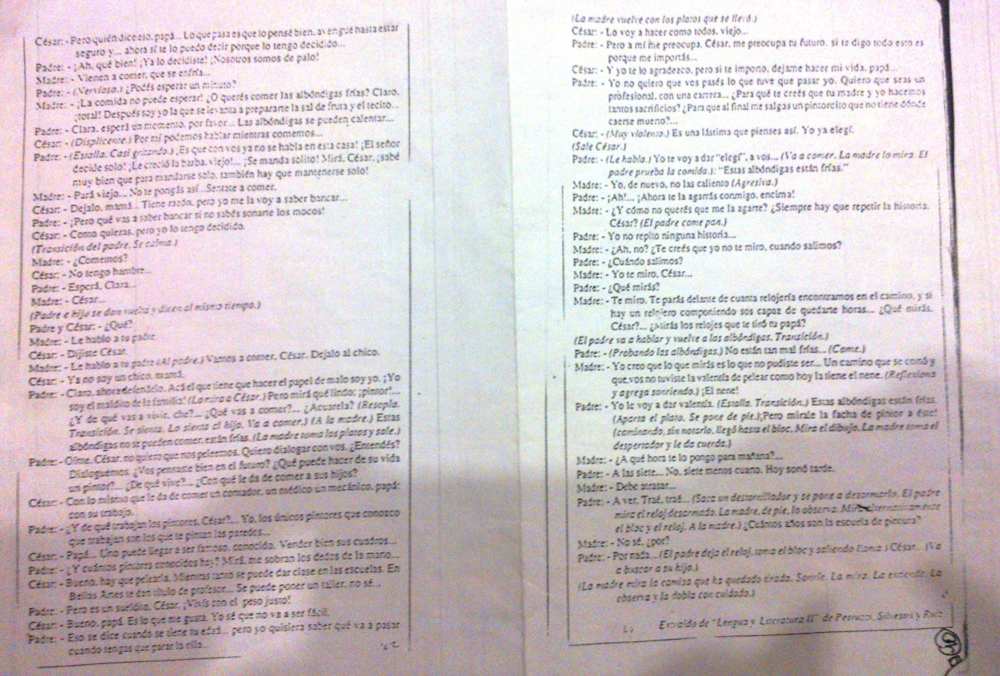 César: - Pero quién dice eso, papá... Lo que pasa es que lo pensé bien, averigué hasta estar
seguro y... ahora sí te lo puedo decir porque lo tengo decidido...
Padre: - ¡Ah, qué bien! ¡Ya lo decidiste! ¡Nosotros somos de palo!
Madre: - Vienen a comer, que se enfría...
Padre: - (Nervioso.) ¿Podés esperar un minuto?
Madre: - ¡La comida no puede esperar! ¿O querés comer las albóndigas frías? Claro,
¡total! Después soy yo la que se levanta a prepararte la sal de fruta y el tecito...
Padre: - Clara, esperá un momento, por favor... Las albóndigas se pueden calentar...
César: - (Displicente.) Por mí podemos hablar mientras comemos...
Padre: - (Estalla. Casi gritando.) ¡Es que con vos ya no se habla en esta casa! ¡El señor
decide solo! ¡Le creció la barba, viejo!... ¡Se manda solito! Mirá, César, ¡sabé
muy bien que para mandarse solo, también hay que mantenerse solo!
Madre: - Pará viejo... No te pongás así...Sentate a comer.
César: - Dejalo, mamá... Tiene razón, pero yo me la voy a saber bancar...
Padre: - ¡Pero qué vas a saber bancar si no sabés sonarte los mocos!
César: - Como quieras, pero yo lo tengo decidido.
(Transición del padre. Se calma.)
Madre: - ¿Comemos?
César: - No tengo hambre...
Padre: - Esperá, Clara...
Madre: - César...
(Padre e hijo se dan vuelta y dicen al mismo tiempo.)
Padre y César: - ¿Qué?
Madre: - Le hablo a tu padre.
César: - Dijiste César.
Madre: - Le hablo a tu padre (Al padre.) Vamos a comer, César. Dejalo al chico.
César: - Ya no soy un chico, mamá.
Padre: - Claro, ahora defendelo. Acá el que tiene que hacer el papel de malo soy yo. ¡Yo
soy el maldito de la familia! (Lo mira a César.) Pero mirá qué lindo: ¡pintor!...
¿Y de qué vas a vivir, che?... ¿Qué vas a comer?... ¿Acuarela? (Resopla.
Transición. Se sienta. Lo sienta al hijo. Va a comer.) (A la madre.) Estas
albóndigas no se pueden comer, están frías. (La madre toma los platos y sale.)
Padre: - Oíme, César, no quiero que nos peleemos. Quiero dialogar con vos. ¿Entendés?
Dialoguemos. ¿Vos pensaste bien en el futuro? ¿Qué puede hacer de su vida
un pintor?... ¿De qué vive?... ¿Con qué le da de comer a sus hijos?
César: - Con lo mismo que le da de comer un contador, un médico un mecánico, papá:
con su trabajo.
Padre: - ¿Y de qué trabajan los pintores, César?... Yo, los únicos pintores que conozco
que trabajan son los que te pintan las paredes...
César: - Papá... Uno puede llegar a ser famoso, conocido. Vender bien sus cuadros...
Padre: - ¿Y cuántos pintores conocidos hay? Mirá, me sobran los dedos de la mano...
César: - Bueno, hay que pelearla. Mientras tanto se puede dar clase en las escuelas. En
Bellas Artes te dan título de profesor... Se puede poner un taller, no sé...
Padre: - Pero es un sueldito, César. ¡Vivís con el peso justo!
César: - Bueno, papá. Es lo que me gusta. Yo sé que no va a ser fácil.
Padre: - Eso se dice cuando se tiene tu edad... pero yo quisiera saber qué va a pasar
cuando tengas que parar la olla...
(La madre vuelve con los platos que se llevó.)
César: - Lo voy a hacer como todos, viejo...
Padre: - Pero a mí me preocupa, César, me preocupa tu futuro, si te digo todo esto es
porque me importás...
César: - Y yo te lo agradezco, pero si te importo, dejame hacer mi vida, papá...
Padre: - Yo no quiero que vos pasés lo que tuve que pasar yo. Quiero que seas un
profesional, con una carrera... ¿Para qué te creés que tu madre y yo hacemos
tantos sacrificios? ¿Para que al final me salgas un pintorcito que no tiene dónde
caerse muerto?...
César: - (Muy violento.) Es una lástima que pienses así. Yo ya elegí.
(Sale César.)
Padre: - (Le habla.) Yo te voy a dar "elegí", a vos... (Va a comer. La madre lo mira. El
padre prueba la comida.): "Estas albóndigas están frías."
Madre: - Yo, de nuevo, no las caliento (Agresiva.)
Padre: - ¡Ah!... ¡Ahora te la agarrás conmigo, encima!
Madre: - ¿Y cómo no querés que me la agarre? ¿Siempre hay que repetir la historia,
César? (El padre come pan.)
Padre: - Yo no repito ninguna historia...
Madre: - ¿Ah, no? ¿Te creés que yo no te miro, cuando salimos?
Padre: - ¿Cuándo salimos?
Madre: - Yo te miro, César...
Padre: - ¿Qué mirás?
Madre: - Te miro. Te parás delante de cuanta relojería encontramos en el camino, y si
hay un relojero componiendo sos capaz de quedarte horas... ¿Qué mirás,
César?... ¿Mirás los relojes que te tiró tu papá?
(El padre va a hablar y vuelve a las albóndigas. Transición.)
Padre: - (Probando las albóndigas.) No están tan mal frías... (Come.)
Madre: - Yo creo que lo que mirás es lo que no pudiste ser... Un camino que se cortó y
que vos no tuviste la valentía de pelear como hoy la tiene el nene. (Reflexiona
y agrega sonriendo.) ¡El nene!
Padre: - Yo le voy a dar valentía. (Estalla. Transición.) Estas albóndigas están frías.
(Aparta el plato. Se pone de pie.)¡Pero mirale la facha de pintor a éste!
(caminando, sin notarlo, llegó hasta el bloc. Mira el dibujo. La madre toma el
despertador y le da cuerda.)
Madre: - ¿A qué hora te lo pongo para mañana?...
Padre: - A las siete... No, siete menos cuarto. Hoy sonó tarde.
Madre: - Debe atrasar...
Padre: - A ver, Traé, traé... (Saca un destornillador y se pone a desarmarlo. El padre
mira el reloj desarmado. La madre, de pie, lo observa. Mira alternativamente
el bloc y el reloj. A la madre.) ¿Cuántos años son la escuela de pintura?
Madre: - No sé, ¿por?
Padre: - Por nada... (El padre deja el reloj, toma el bloc y saliendo llama.) César... (Va
a buscar a su hijo.)
(La madre mira la camisa que ha quedado tirada. Sonríe. La mira. La extiende. La
observa y la dobla con cuidado.)
Extraído de "Lengua y Literatura II" de Petruzzi, Silvestri y Ruiz